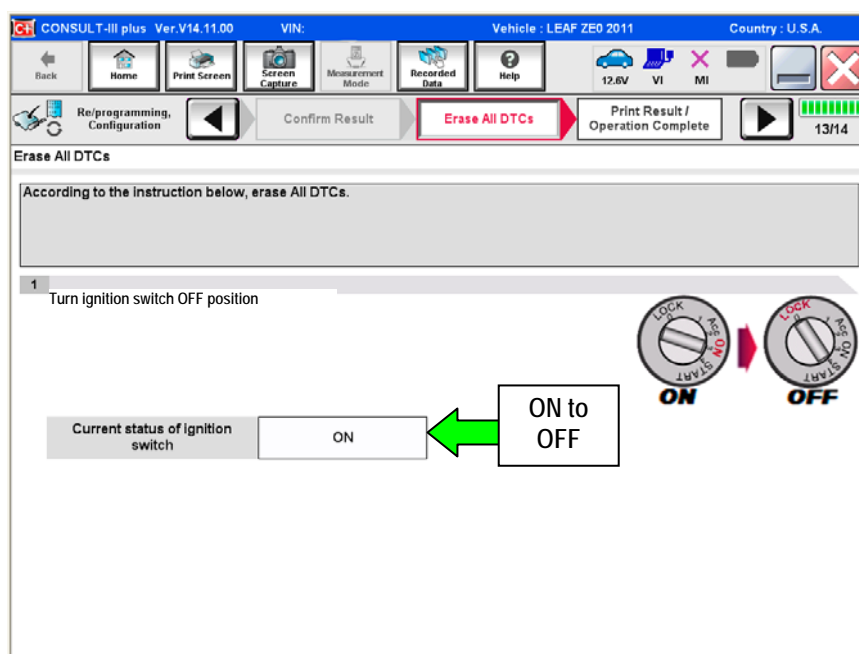 CONSULT-III plus Ver.V14.11.00 VIN: Vehicle : LEAF ZE0 2011 Country : U.S.A.
Back
Home
Print Screen
Screen
Capture
Measurement
Mode
Recorded
Data
Help
12.6V
VI
MI
Re/programming,
Configuration
Confirm Result
Erase All DTCs
Print Result /
Operation Complete
13/14
Erase All DTCs
According to the instruction below, erase All DTCs.
1
Turn ignition switch OFF position
LOCK
ACC
ON
START
ON
LOCK
ACC
ON
START
OFF
Current status of ignition
switch
ON
ON to
OFF